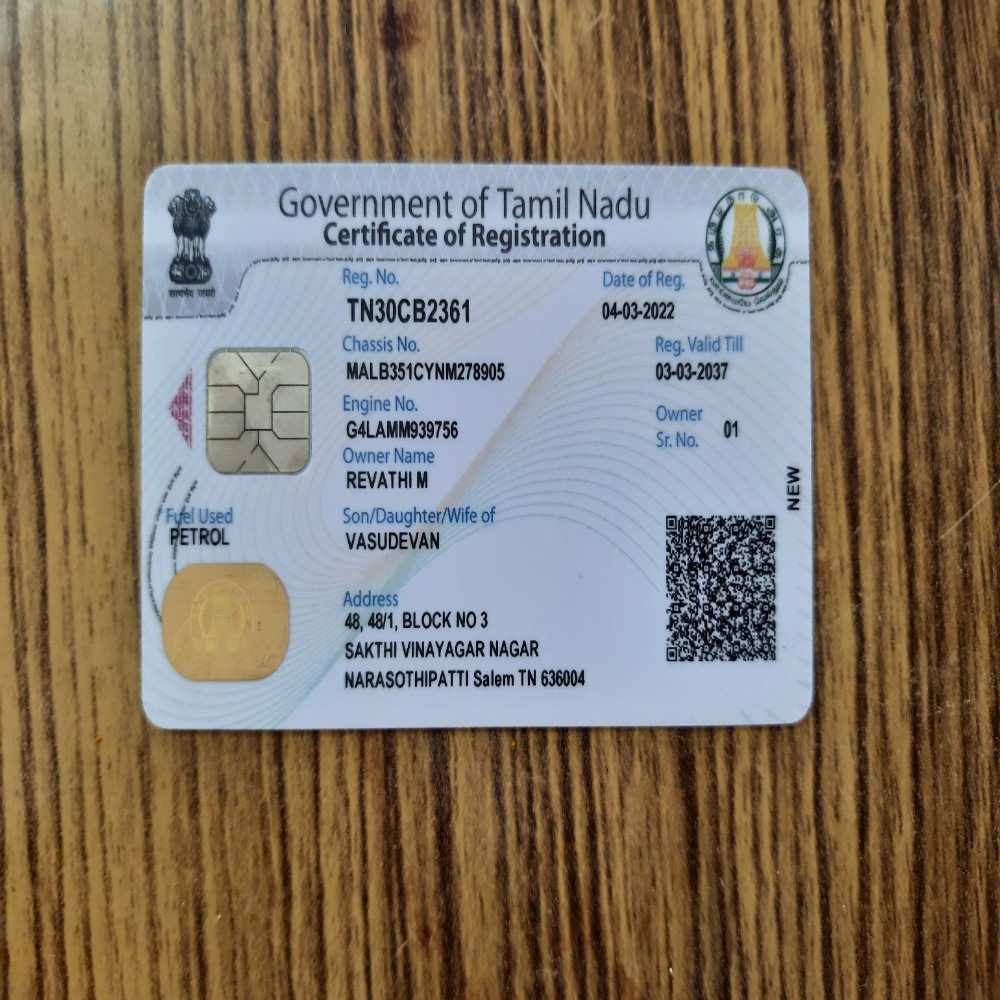 Government of Tamil Nadu
Certificate of Registration
सत्यमेव जयते
Reg. No.
TN30CB2361
Date of Reg.
04-03-2022
Chassis No.
MALB351CYNM278905
Reg. Valid Till
03-03-2037
Engine No.
G4LAMM939756
Owner
Sr. No. 01
Owner Name
REVATHI M
NEW
Fuel Used
PETROL
Son/Daughter/Wife of
VASUDEVAN
Address
48, 48/1, BLOCK NO 3
SAKTHI VINAYAGAR NAGAR
NARASOTHIPATTI Salem TN 636004